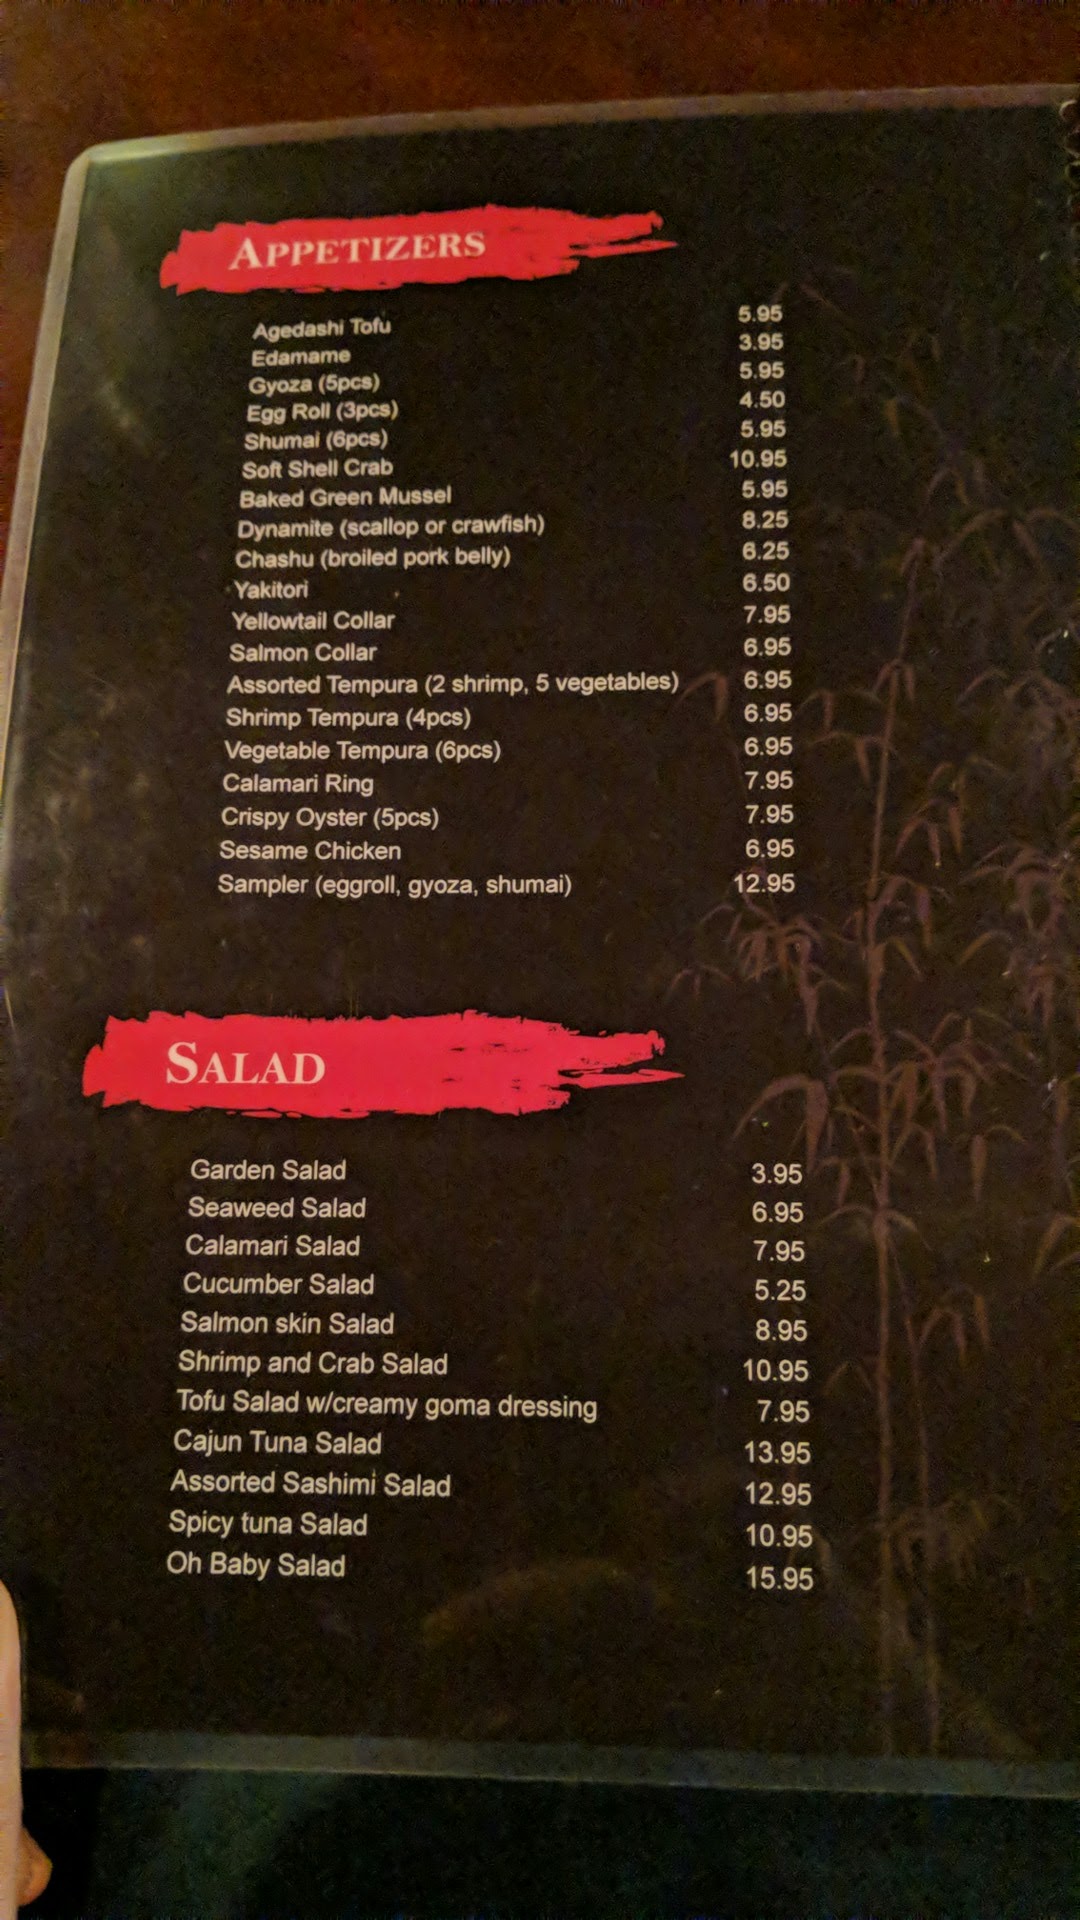 APPETIZERS
Agedashi Tofu 5.95
Edamame 3.95
Gyoza (5pcs) 5.95
Egg Roll (3pcs) 4.50
Shumai (6pcs) 5.95
Soft Shell Crab 10.95
Baked Green Mussel 5.95
Dynamite (scallop or crawfish) 8.25
Chashu (broiled pork belly) 6.25
Yakitori 6.50
Yellowtail Collar 7.95
Salmon Collar 6.95
Assorted Tempura (2 shrimp, 5 vegetables) 6.95
Shrimp Tempura (4pcs) 6.95
Vegetable Tempura (6pcs) 6.95
Calamari Ring 7.95
Crispy Oyster (5pcs) 7.95
Sesame Chicken 6.95
Sampler (eggroll, gyoza, shumai) 12.95
SALAD
Garden Salad 3.95
Seaweed Salad 6.95
Calamari Salad 7.95
Cucumber Salad 5.25
Salmon skin Salad 8.95
Shrimp and Crab Salad 10.95
Tofu Salad w/creamy goma dressing 7.95
Cajun Tuna Salad 13.95
Assorted Sashimi Salad 12.95
Spicy tuna Salad 10.95
Oh Baby Salad 15.95